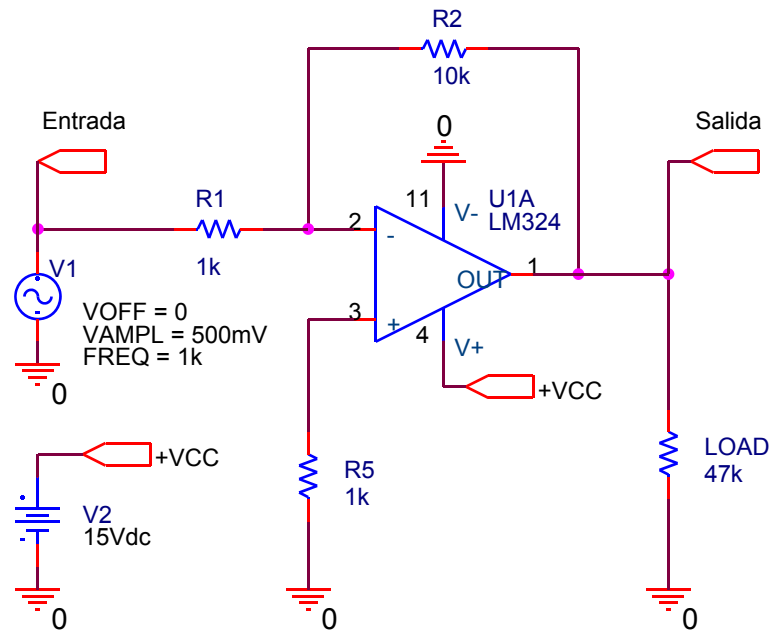 R2
10k
Entrada
0
Salida
R1
1k
11
V-
U1A
LM324
2
-
OUT
1
3
+
4
V+
+VCC
V1
VOFF = 0
VAMPL = 500mV
FREQ = 1k
0
+VCC
V2
15Vdc
R5
1k
LOAD
47k
0
0
0